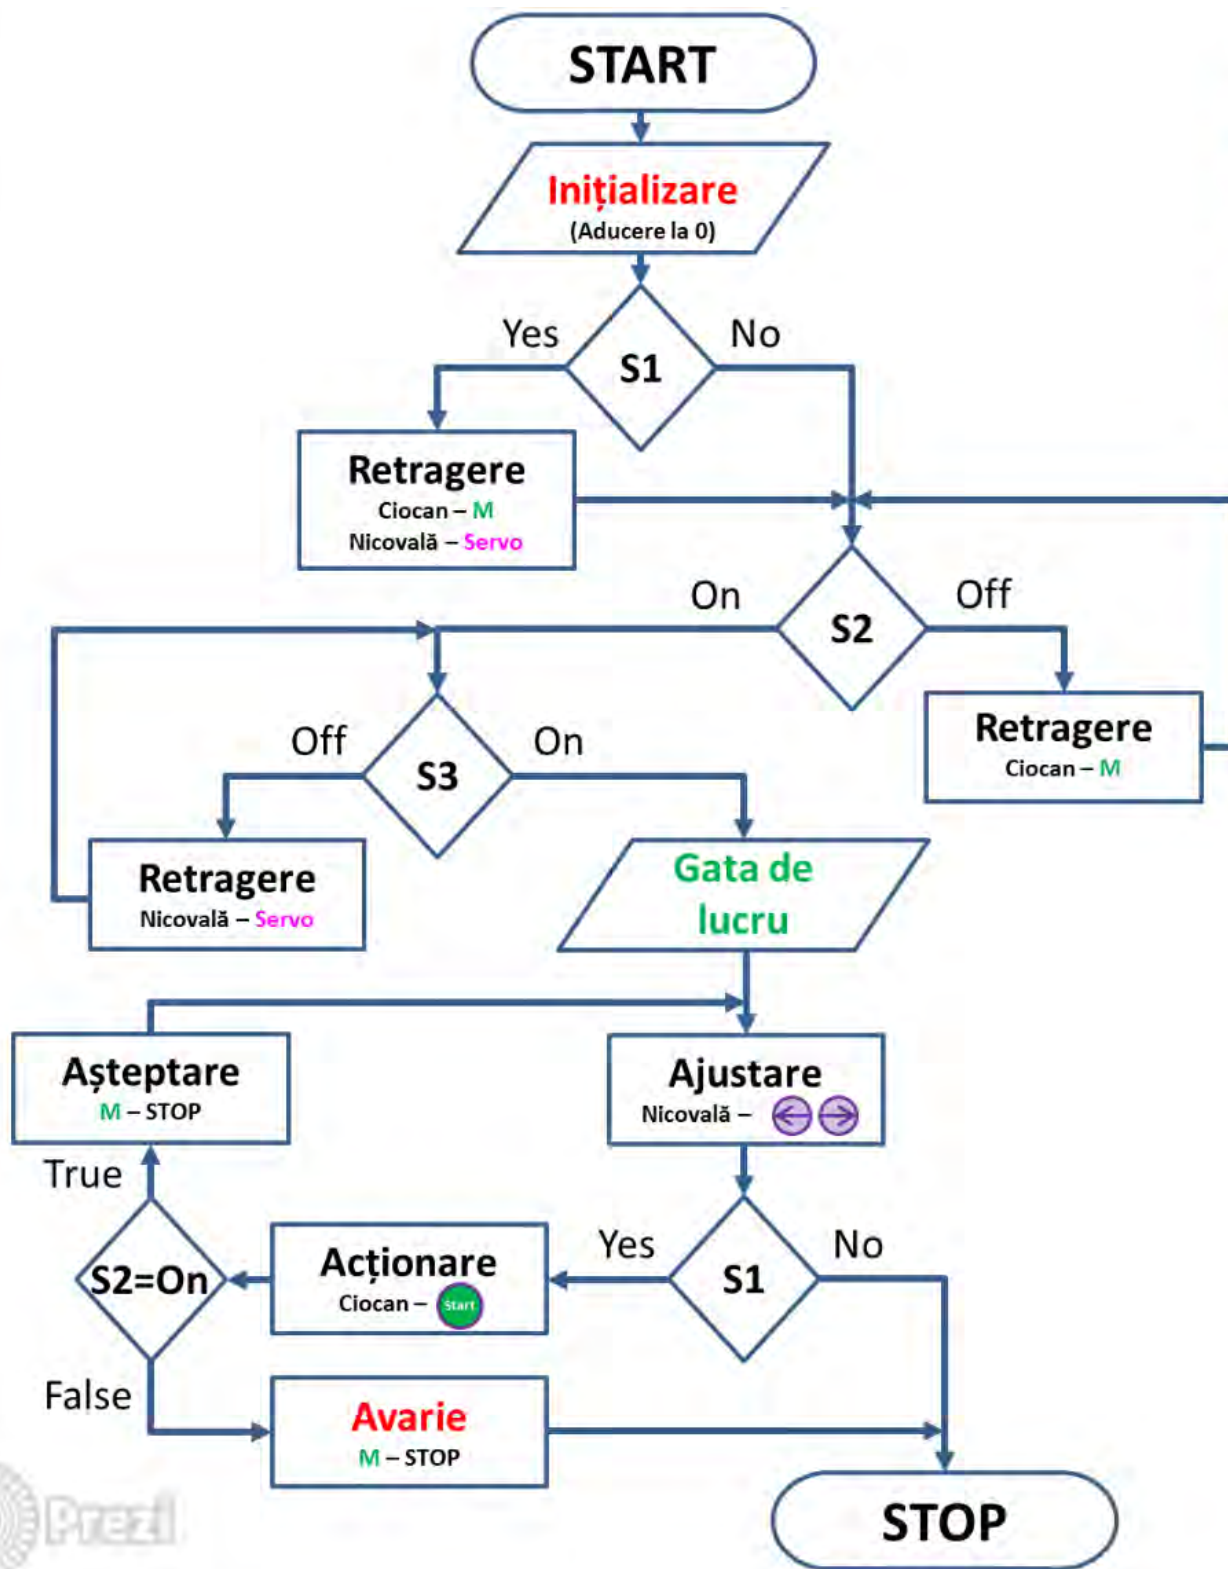 START
Inițializare
(Aducere la 0)
Yes
No
S1
Retragere
Ciocan – M
Nicovală – Servo
On
Off
S2
Retragere
Ciocan – M
Off
On
S3
Retragere
Nicovală – Servo
Gata de
lucru
Așteptare
M – STOP
Ajustare
Nicovală –
True
Yes
No
S2=On
Acționare
Ciocan – Start
S1
False
Avarie
M – STOP
STOP
Prezi